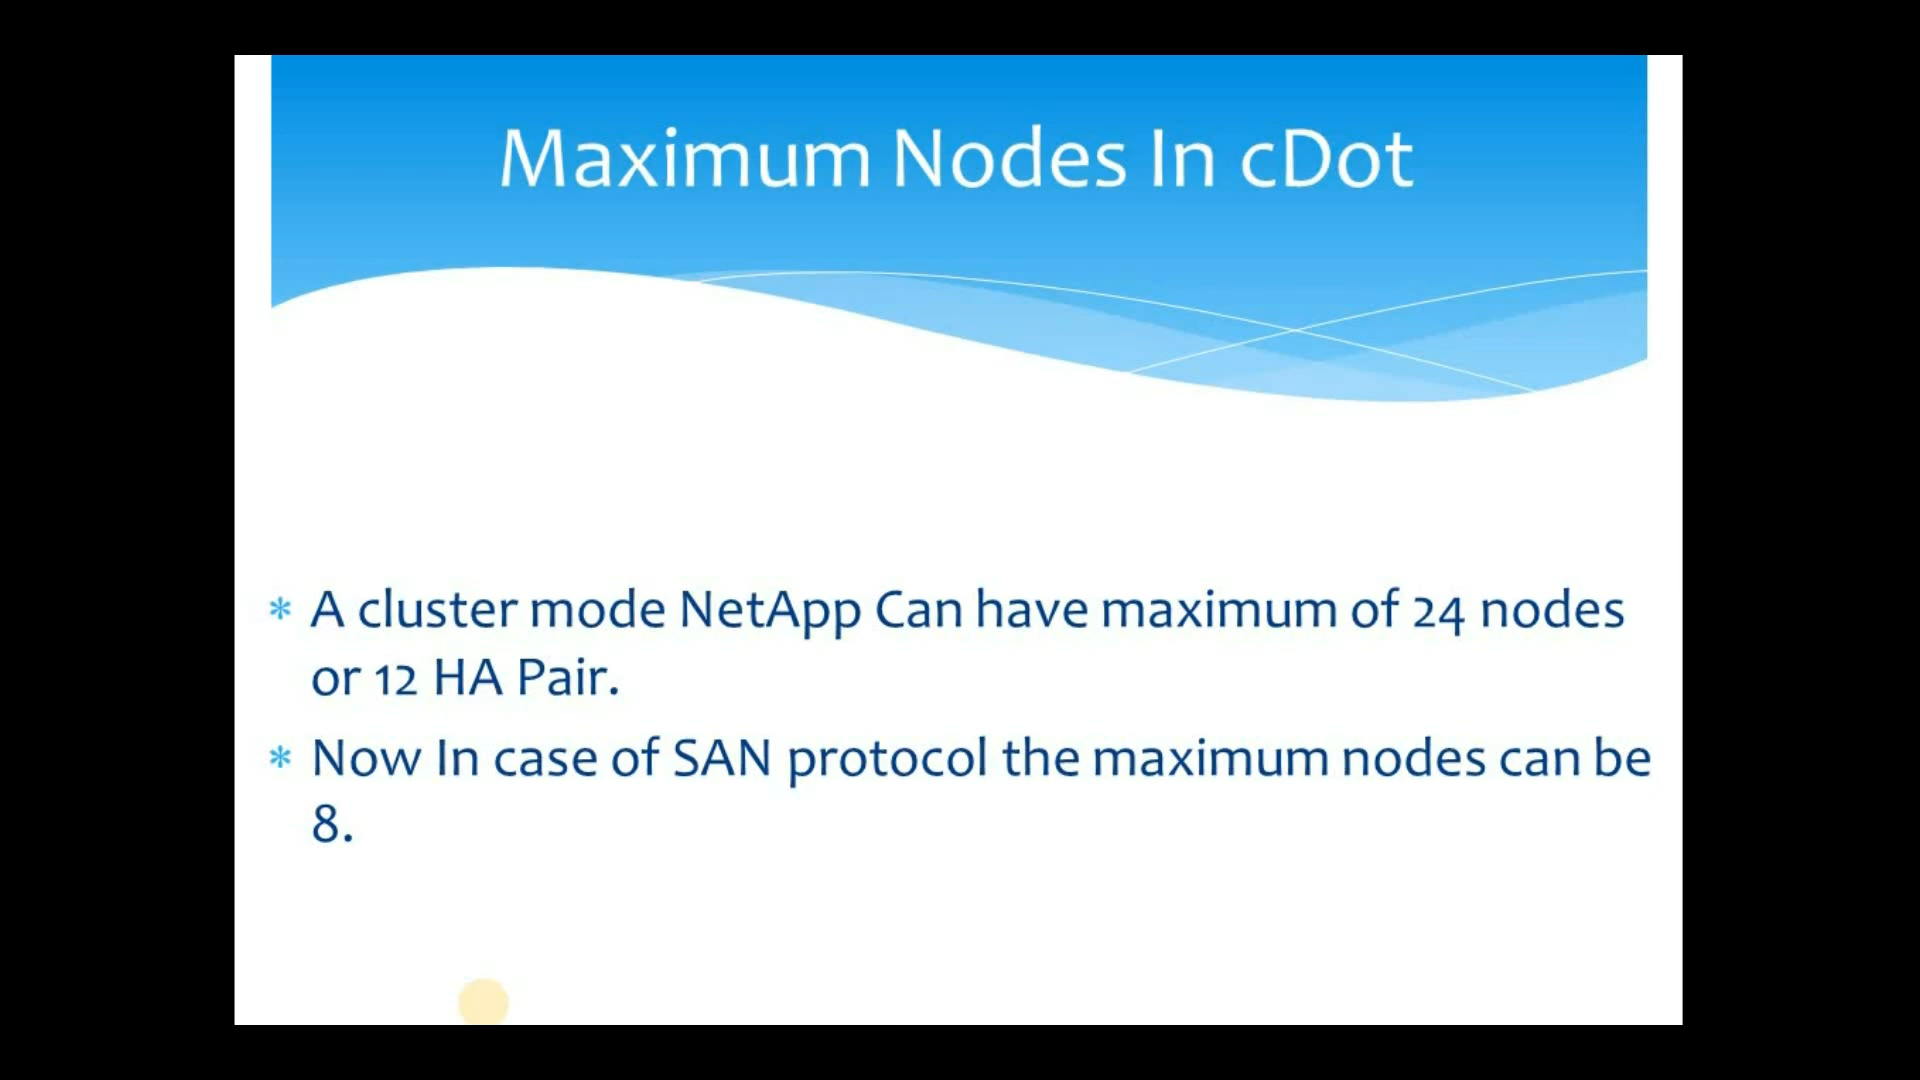 Maximum Nodes In cDot
* A cluster mode NetApp Can have maximum of 24 nodes
or 12 HA Pair.
* Now In case of SAN protocol the maximum nodes can be
8.